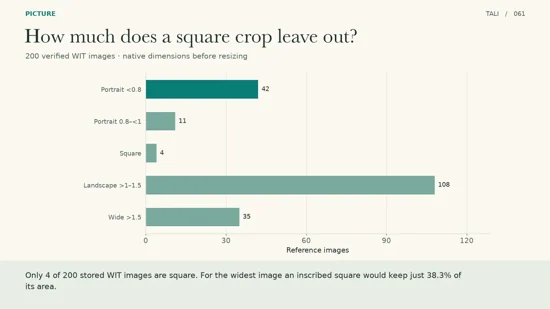 PICTURE
TALI / 061
How much does a square crop leave out?
200 verified WIT images · native dimensions before resizing
Portrait <0.8
42
Portrait 0.8–<1
11
Square
4
Landscape >1–1.5
108
Wide >1.5
35
0 30 60 90 120
Reference images
Only 4 of 200 stored WIT images are square. For the widest image an inscribed square would keep just 38.3% of
its area.